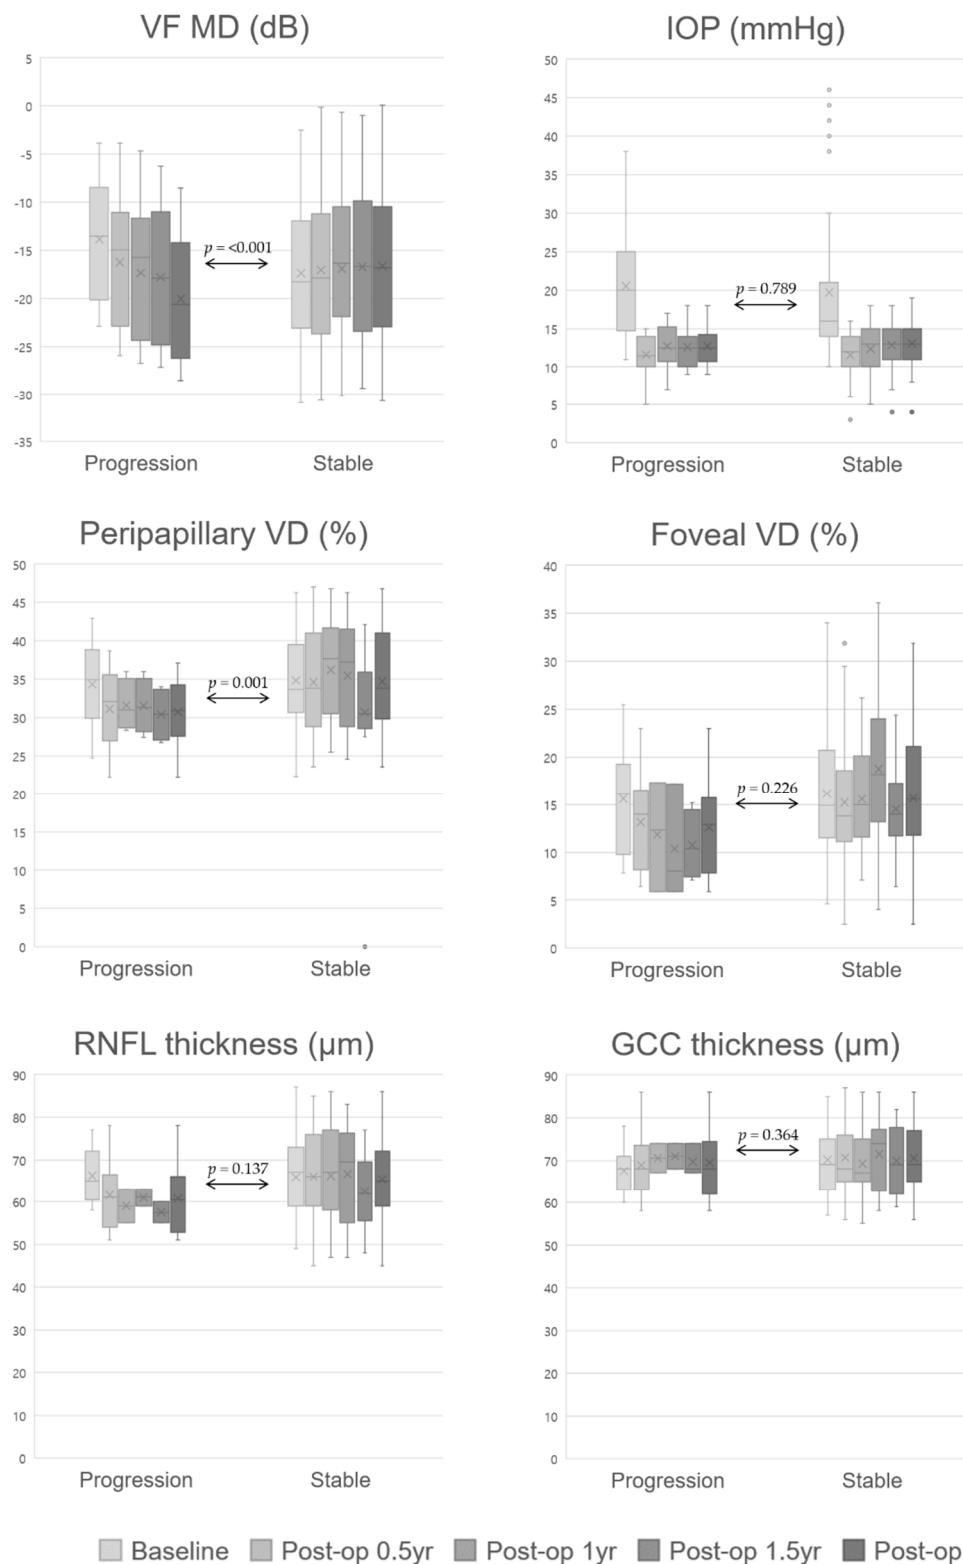 VF MD (dB)
5
0
-5
-10
-15
-20
-25
-30
-35
p = <0.001
Progression
Stable
IOP (mmHg)
50
45
40
35
30
25
20
15
10
5
0
p = 0.789
Progression
Stable
Peripapillary VD (%)
50
45
40
35
30
25
20
15
10
5
0
p = 0.001
Progression
Stable
Foveal VD (%)
40
35
30
25
20
15
10
5
0
p = 0.226
Progression
Stable
RNFL thickness (µm)
90
80
70
60
50
40
30
20
10
0
p = 0.137
Progression
Stable
GCC thickness (µm)
90
80
70
60
50
40
30
20
10
0
p = 0.364
Progression
Stable
Baseline Post-op 0.5yr Post-op 1yr Post-op 1.5yr Post-op